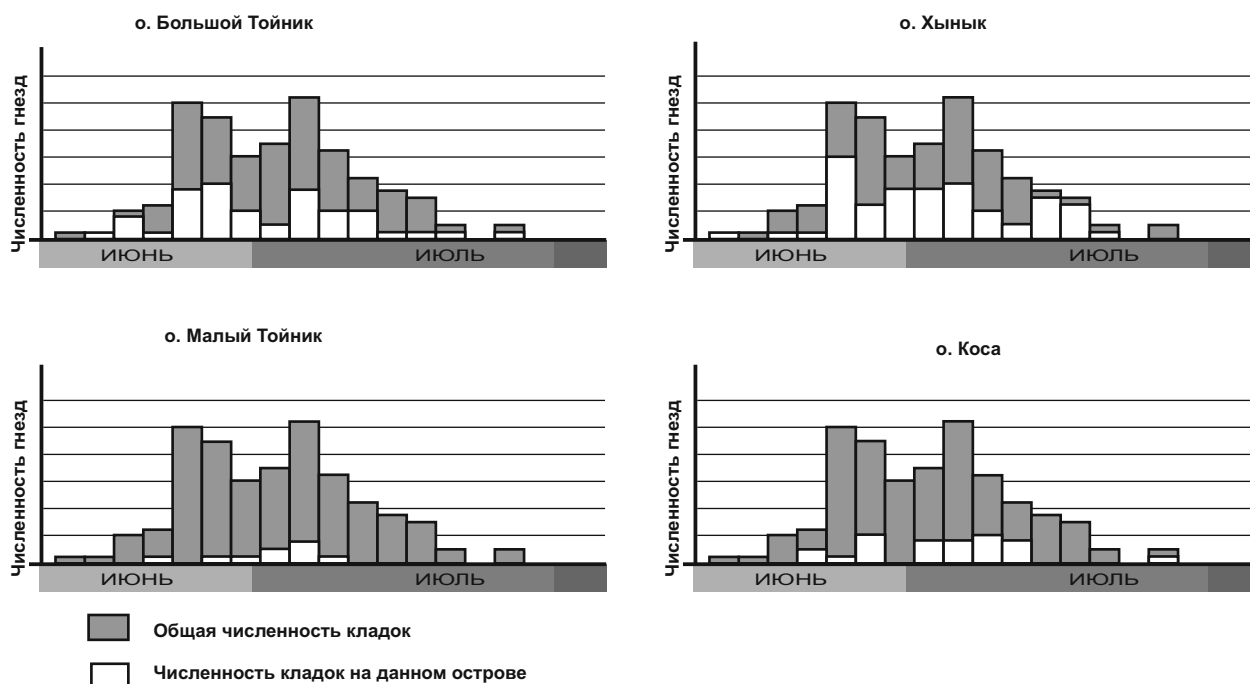 о. Большой Тойник
Численность гнезд
ИЮНЬ ИЮЛЬ
о. Хынык
Численность гнезд
ИЮНЬ ИЮЛЬ
о. Малый Тойник
Численность гнезд
ИЮНЬ ИЮЛЬ
о. Коса
Численность гнезд
ИЮНЬ ИЮЛЬ
Общая численность кладок
Численность кладок на данном острове